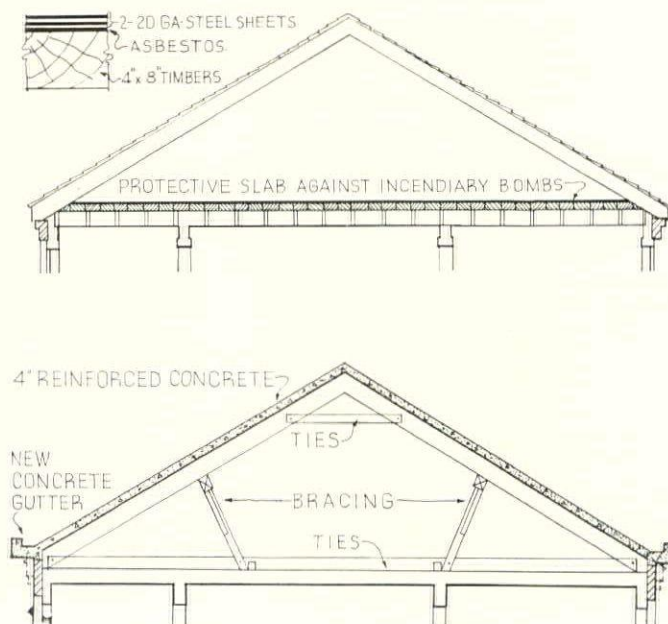 2-20 GA. STEEL SHEETS
ASBESTOS
4" x 8" TIMBERS
PROTECTIVE SLAB AGAINST INCENDIARY BOMBS
4" REINFORCED CONCRETE
TIES
NEW
CONCRETE
GUTTER
BRACING
TIES